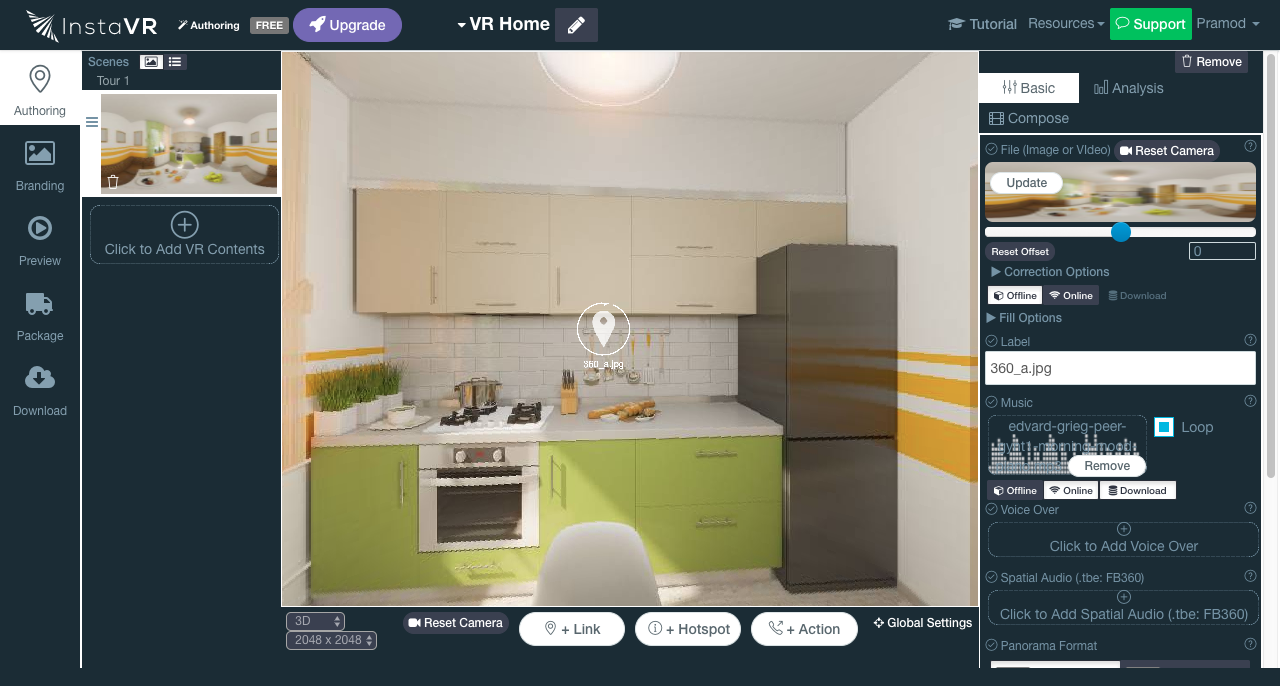 InstaVR
Authoring
FREE
Upgrade
VR Home
Tutorial
Resources
Support
Pramod
Authoring
Branding
Preview
Package
Download
Scenes
Tour 1
Click to Add VR Contents
360_a.jpg
3D
2048 x 2048
Reset Camera
+ Link
+ Hotspot
+ Action
Global Settings
Remove
Basic
Analysis
Compose
File (Image or VIdeo)
Reset Camera
Update
Reset Offset
0
Correction Options
Offline
Online
Download
Fill Options
Label
360_a.jpg
Music
edvard-grieg-peer-
Loop
Remove
Offline
Online
Download
Voice Over
Click to Add Voice Over
Spatial Audio (.tbe: FB360)
Click to Add Spatial Audio (.tbe: FB360)
Panorama Format